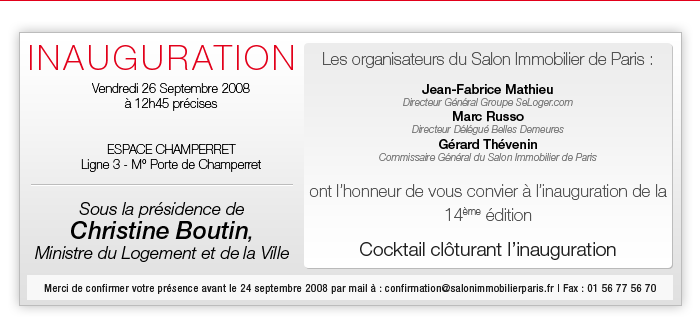 INAUGURATION
Vendredi 26 Septembre 2008
à 12h45 précises
ESPACE CHAMPERRET
Ligne 3 - M° Porte de Champerret
Sous la présidence de
Christine Boutin,
Ministre du Logement et de la Ville
Les organisateurs du Salon Immobilier de Paris :
Jean-Fabrice Mathieu
Directeur Général Groupe SeLoger.com
Marc Russo
Directeur Délégué Belles Demeures
Gérard Thévenin
Commissaire Général du Salon Immobilier de Paris
ont l'honneur de vous convier à l'inauguration de la
14ème édition
Cocktail clôturant l'inauguration
Merci de confirmer votre présence avant le 24 septembre 2008 par mail à : confirmation@salonimmobilierparis.fr | Fax : 01 56 77 56 70